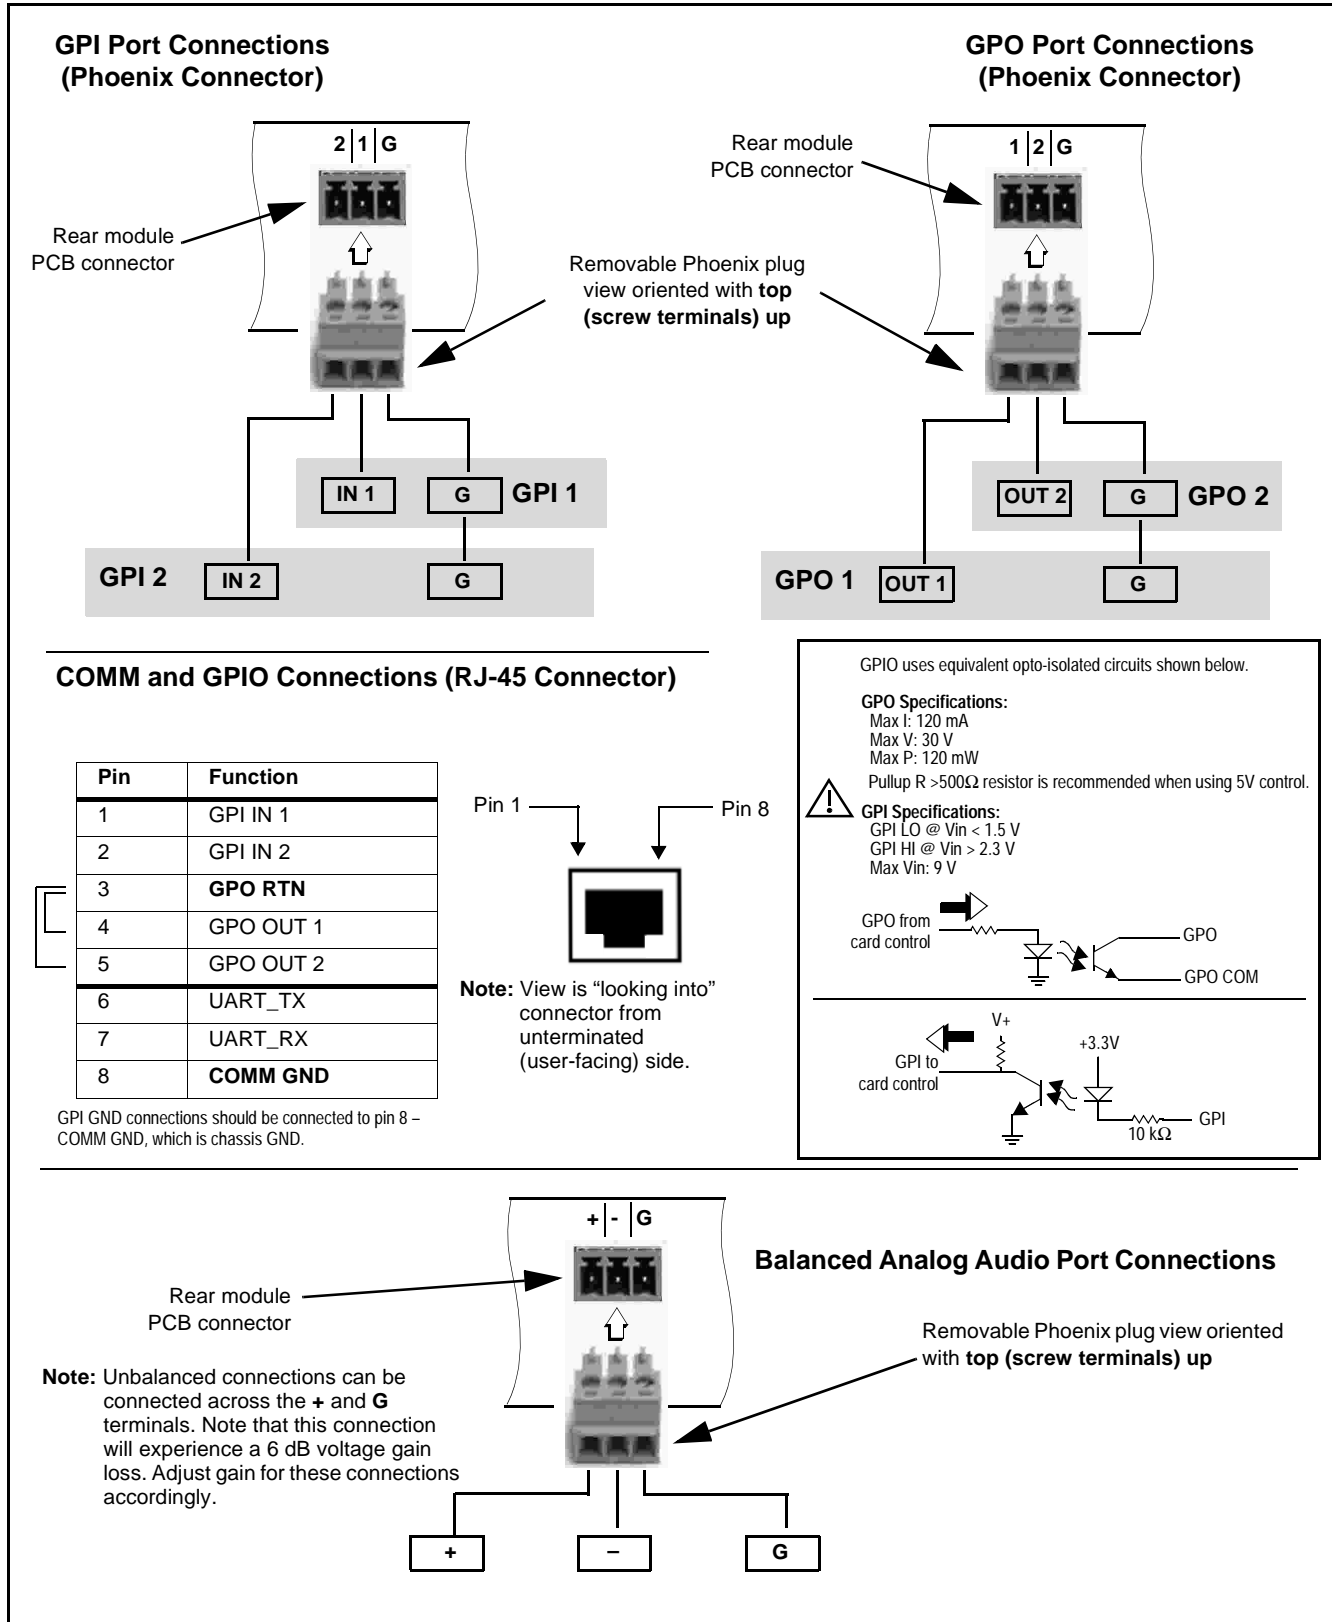 GPI Port Connections
(Phoenix Connector)
2 1 G
Rear module
PCB connector
IN 1
G
GPI 1
GPI 2
IN 2
G
GPO Port Connections
(Phoenix Connector)
Rear module
PCB connector
1 2 G
Removable Phoenix plug
view oriented with top
(screw terminals) up
OUT 2
G
GPO 2
GPO 1
OUT 1
G
COMM and GPIO Connections (RJ-45 Connector)
Pin Function
1 GPI IN 1
2 GPI IN 2
3 GPO RTN
4 GPO OUT 1
5 GPO OUT 2
6 UART_TX
7 UART_RX
8 COMM GND
GPI GND connections should be connected to pin 8 –
COMM GND, which is chassis GND.
Pin 1
Pin 8
Note: View is “looking into”
connector from
unterminated
(user-facing) side.
GPIO uses equivalent opto-isolated circuits shown below.
GPO Specifications:
Max I: 120 mA
Max V: 30 V
Max P: 120 mW
Pullup R >500Ω resistor is recommended when using 5V control.
!
GPI Specifications:
GPI LO @ Vin < 1.5 V
GPI HI @ Vin > 2.3 V
Max Vin: 9 V
GPO from
card control
GPO
GPO COM
V+
GPI to
card control
+3.3V
GPI
10 kΩ
+ - G
Balanced Analog Audio Port Connections
Rear module
PCB connector
Removable Phoenix plug view oriented
with top (screw terminals) up
Note: Unbalanced connections can be
connected across the + and G
terminals. Note that this connection
will experience a 6 dB voltage gain
loss. Adjust gain for these connections
accordingly.
+
–
G